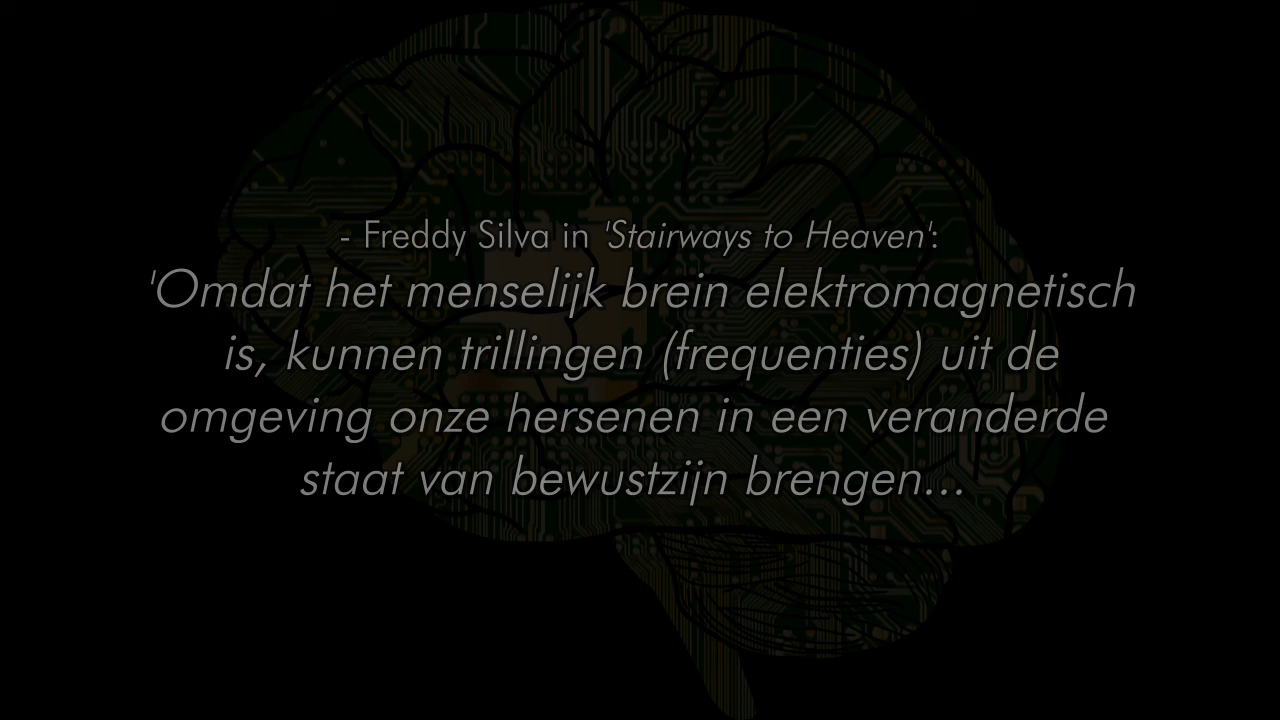 - Freddy Silva in 'Stairways to Heaven':
'Omdat het menselijk brein elektromagnetisch
is, kunnen trillingen (frequenties) uit de
omgeving onze hersenen in een veranderde
staat van bewustzijn brengen...